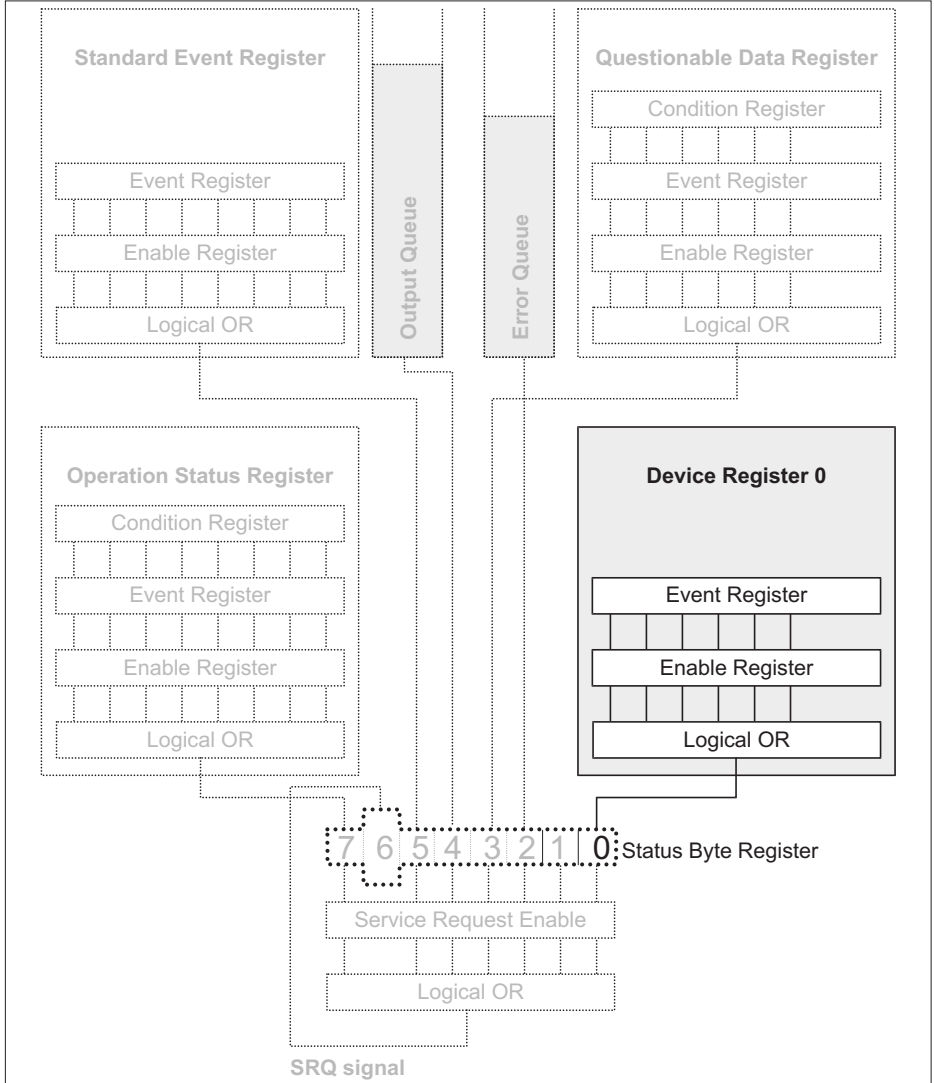 Standard Event Register
Event Register
Enable Register
Logical OR
Output Queue
Error Queue
Questionable Data Register
Condition Register
Event Register
Enable Register
Logical OR
Operation Status Register
Condition Register
Event Register
Enable Register
Logical OR
Device Register 0
Event Register
Enable Register
Logical OR
7 6 5 4 3 2 1 0 Status Byte Register
Service Request Enable
Logical OR
SRQ signal